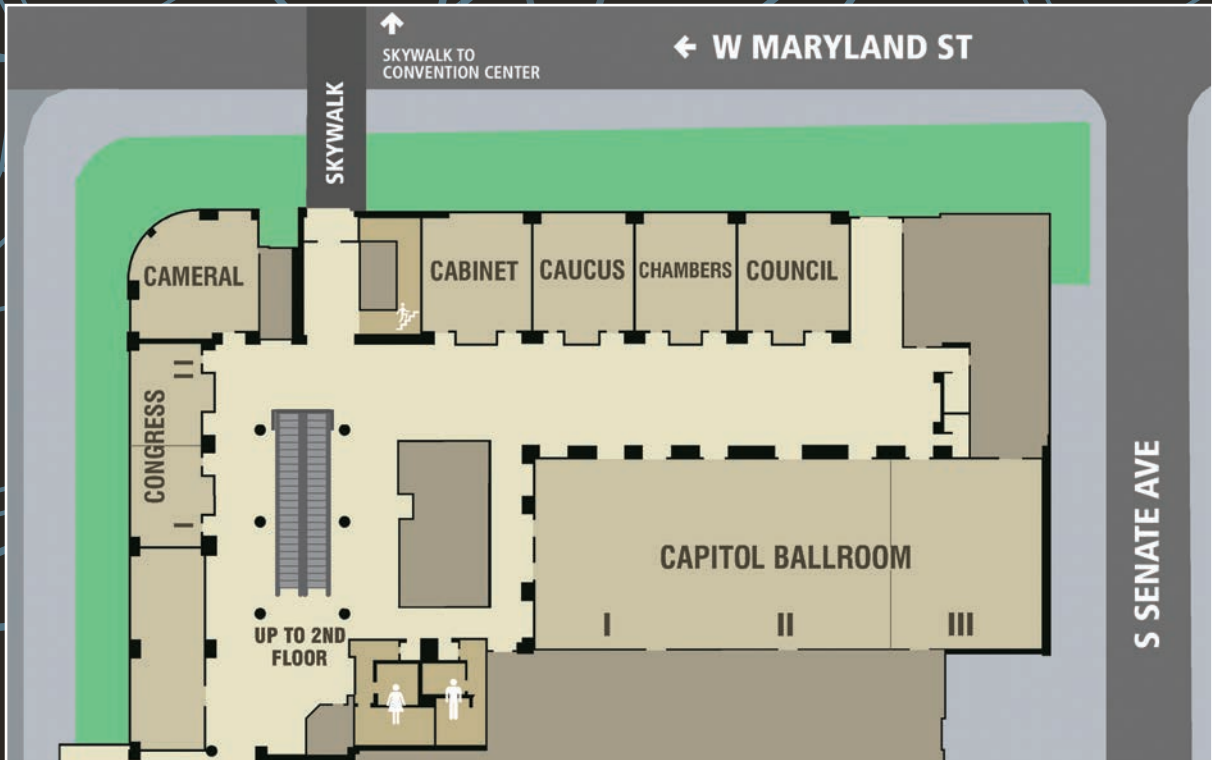 SKYWALK TO
CONVENTION CENTER
← W MARYLAND ST
SKYWALK
CAMERAL
CABINET
CAUCUS
CHAMBERS
COUNCIL
II
CONGRESS
I
S SENATE AVE
CAPITOL BALLROOM
I
II
III
UP TO 2ND
FLOOR